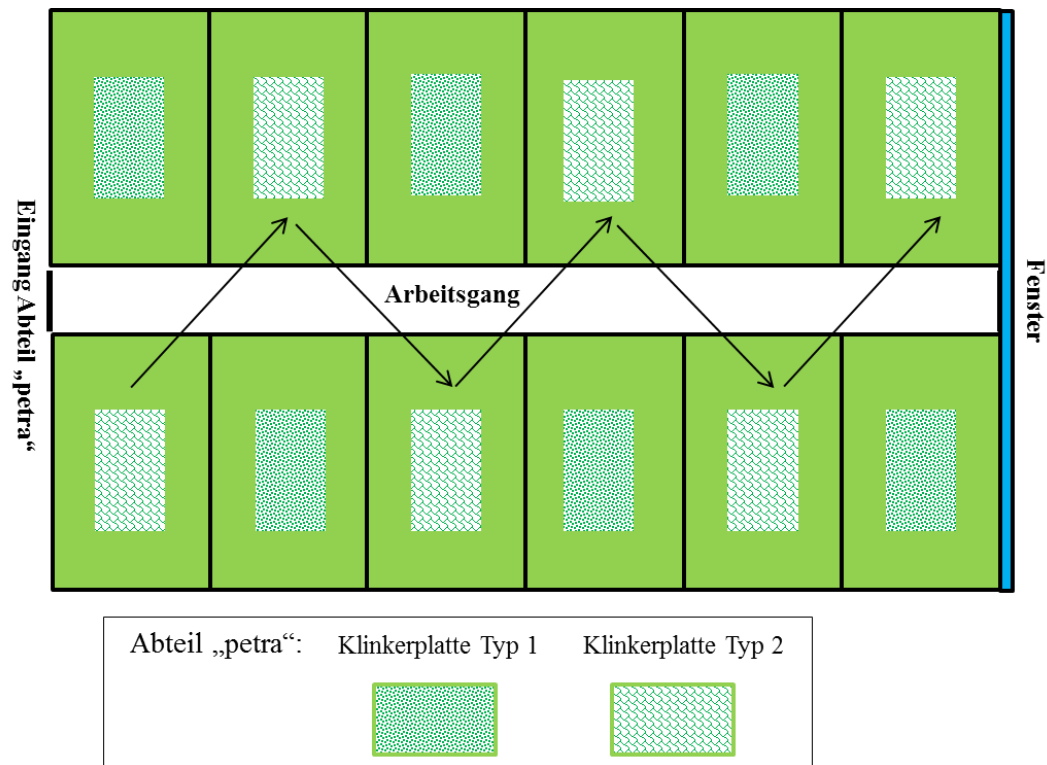 Eingang Abteil „petra“
Arbeitsgang
Fenster
Abteil „petra“: Klinkerplatte Typ 1 Klinkerplatte Typ 2